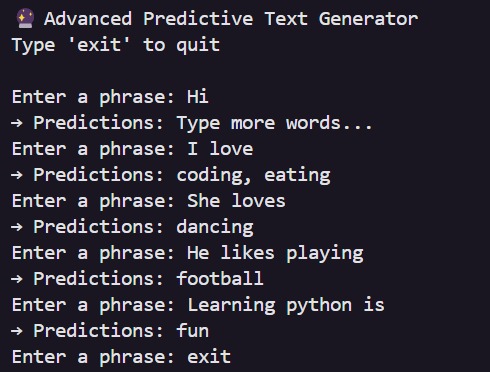 🔮 Advanced Predictive Text Generator
Type 'exit' to quit
Enter a phrase: Hi
→ Predictions: Type more words...
Enter a phrase: I love
→ Predictions: coding, eating
Enter a phrase: She loves
→ Predictions: dancing
Enter a phrase: He likes playing
→ Predictions: football
Enter a phrase: Learning python is
→ Predictions: fun
Enter a phrase: exit